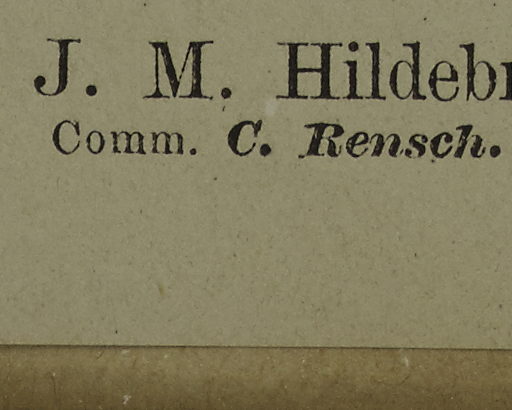 J. M. Hildeb
Comm. C. Rensch.